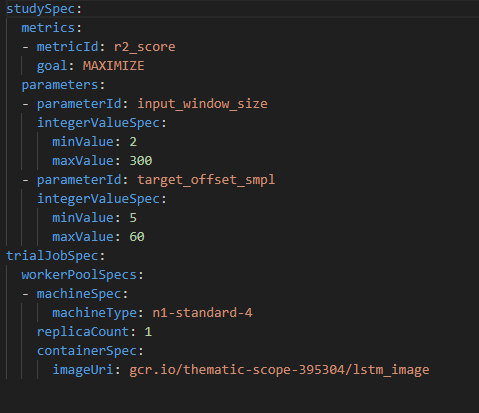 studySpec:
  metrics:
  - metricId: r2_score
    goal: MAXIMIZE
  parameters:
  - parameterId: input_window_size
    integerValueSpec:
      minValue: 2
      maxValue: 300
  - parameterId: target_offset_smpl
    integerValueSpec:
      minValue: 5
      maxValue: 60
trialJobSpec:
  workerPoolSpecs:
  - machineSpec:
      machineType: n1-standard-4
    replicaCount: 1
    containerSpec:
      imageUri: gcr.io/thematic-scope-395304/lstm_image